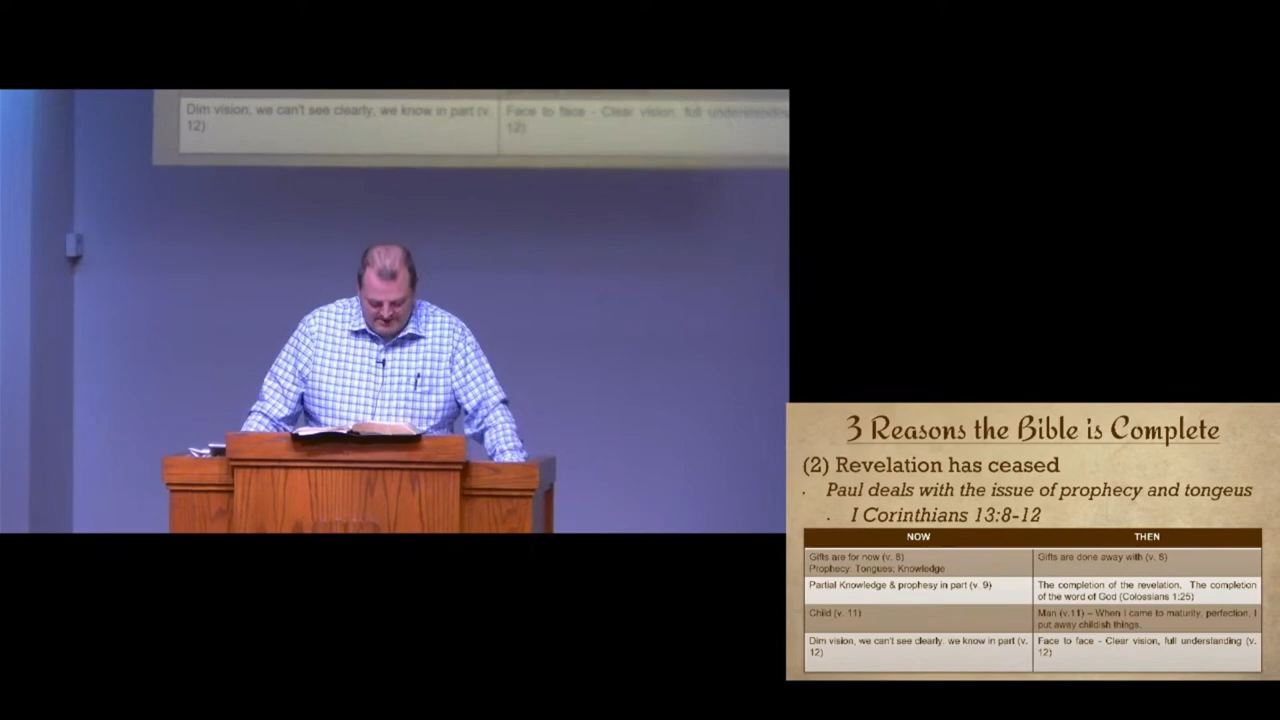 Dim vision, we can't see clearly, we know in part (v.
12)
Face to face - Clear vision, full understanding
12)
3 Reasons the Bible is Complete
(2) Revelation has ceased
· Paul deals with the issue of prophecy and tongeus
· I Corinthians 13:8-12
NOW
THEN
Gifts are for now (v. 8)
Prophecy; Tongues; Knowledge
Gifts are done away with (v. 8)
Partial Knowledge & prophesy in part (v. 9)
The completion of the revelation. The completion
of the word of God (Colossians 1:25)
Child (v. 11)
Man (v.11) – When I came to maturity, perfection, I
put away childish things.
Dim vision, we can't see clearly, we know in part (v.
12)
Face to face - Clear vision, full understanding (v.
12)